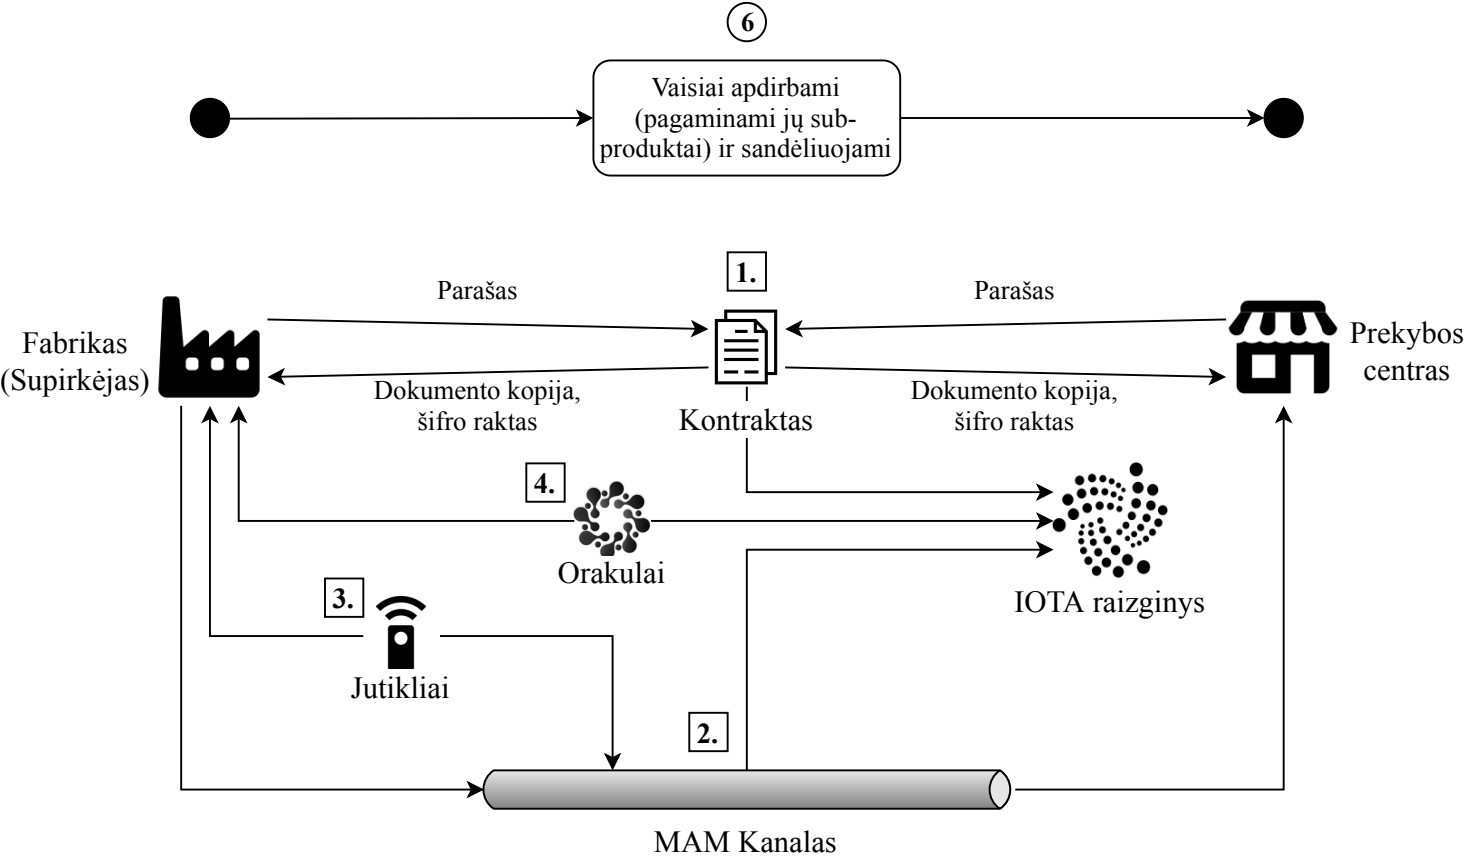 6
Vaisiai apdirbami
(pagaminami jų sub-
produktai) ir sandėliuojami
1.
Parašas
Parašas
Fabrikas
(Supirkėjas)
Prekybos
centras
Dokumento kopija,
šifro raktas
Dokumento kopija,
šifro raktas
Kontraktas
4.
Orakulai
IOTA raizginys
3.
Jutikliai
2.
MAM Kanalas